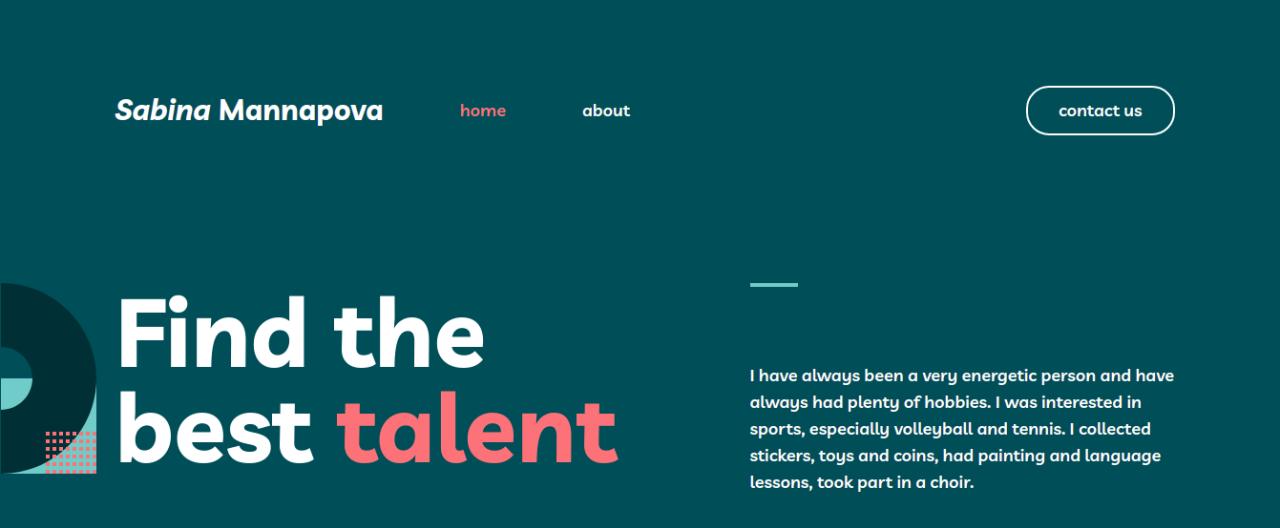 Sabina Mannapova home about contact us
Find the
best talent
I have always been a very energetic person and have
always had plenty of hobbies. I was interested in
sports, especially volleyball and tennis. I collected
stickers, toys and coins, had painting and language
lessons, took part in a choir.